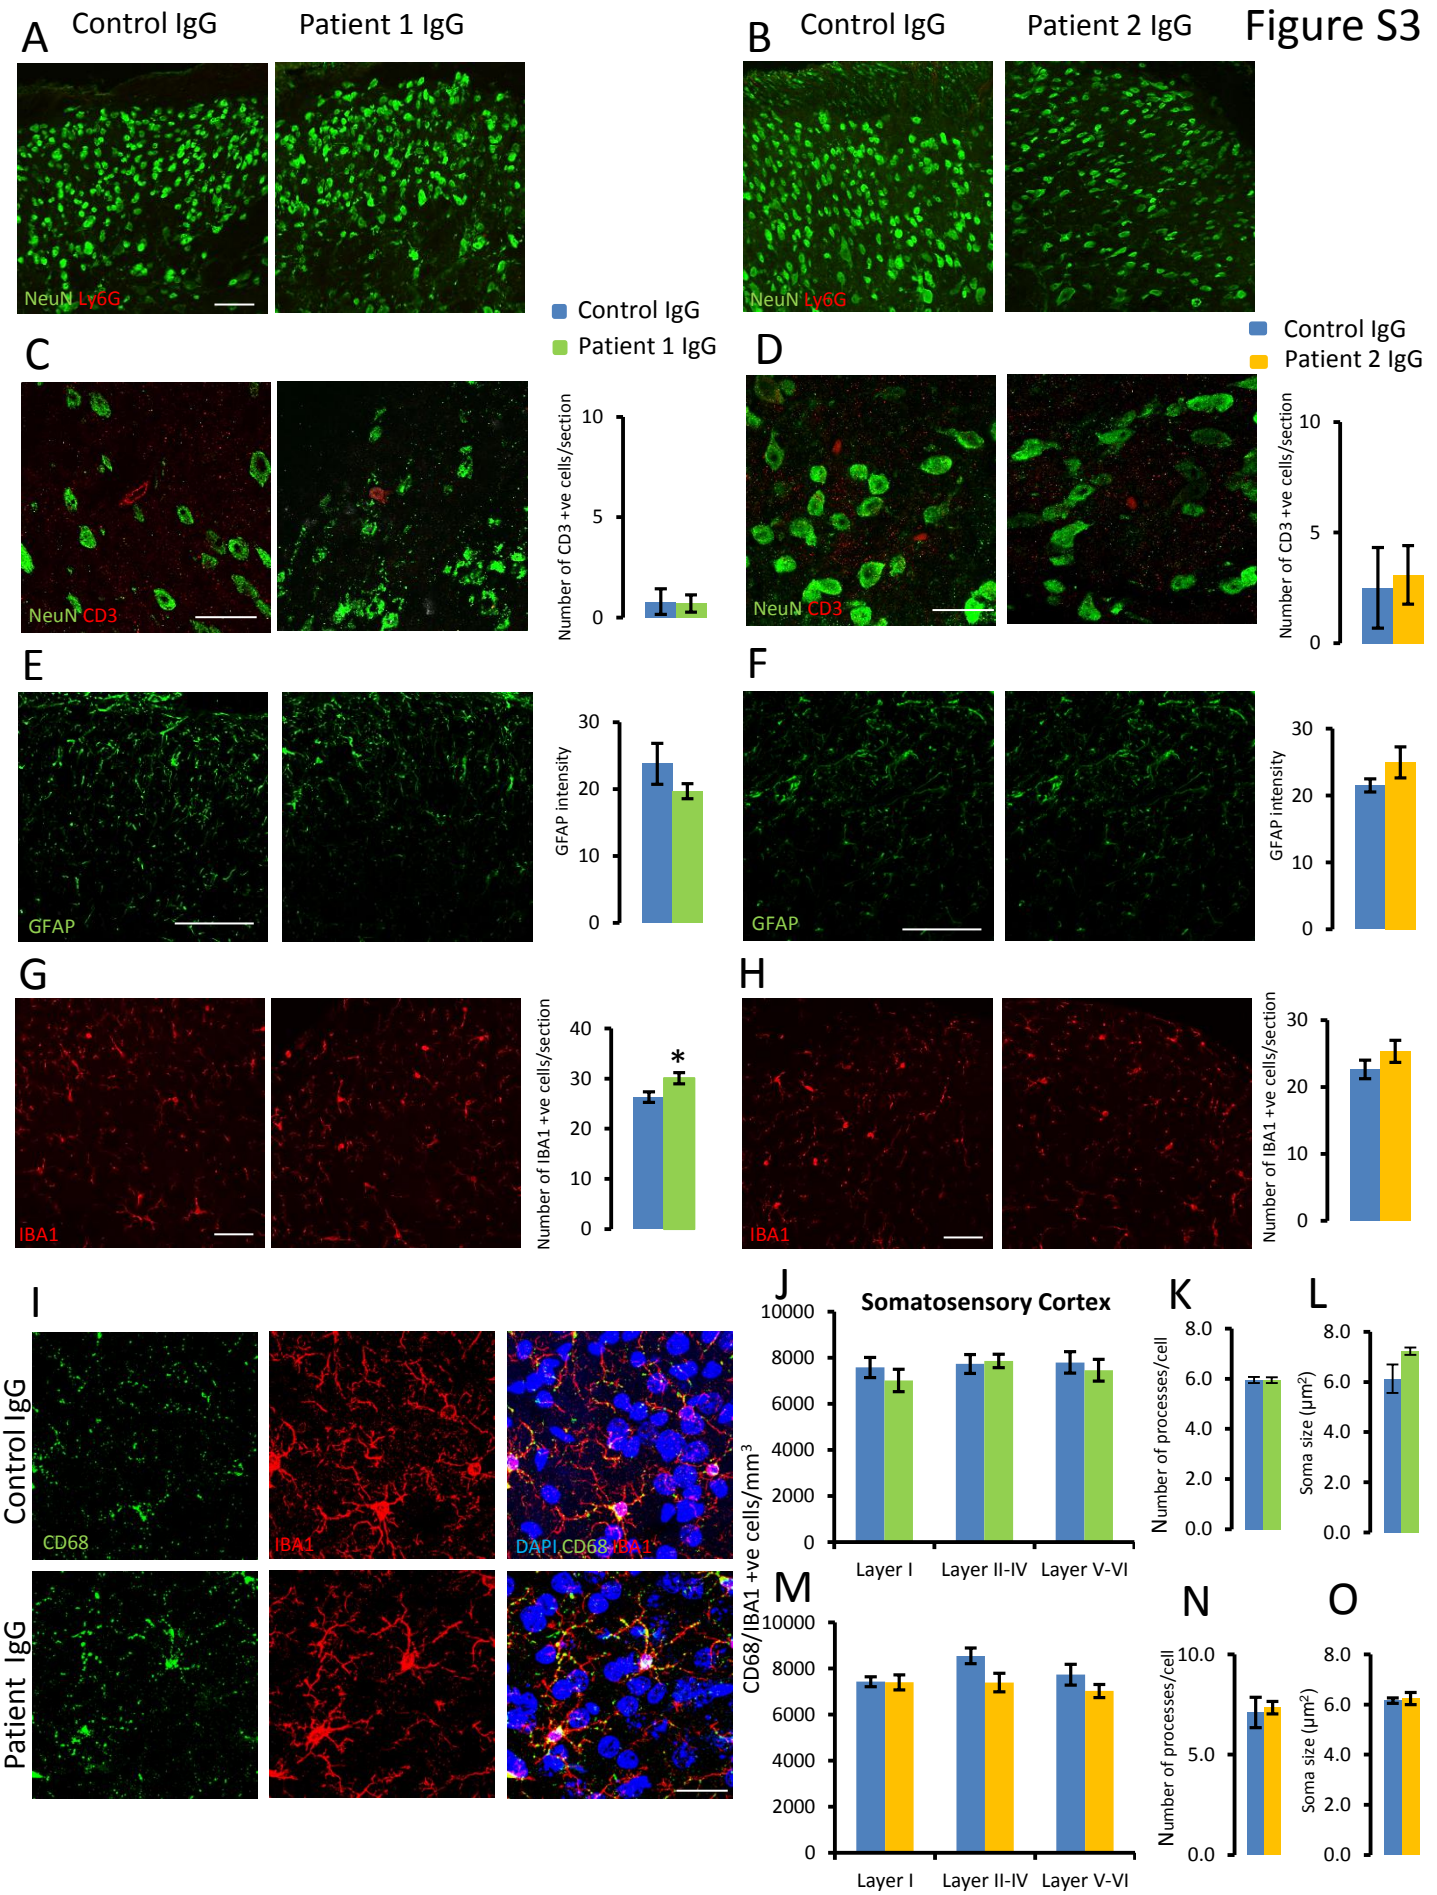 Figure S3
A
Control IgG
Patient 1 IgG
NeuN Ly6G
B
Control IgG
Patient 2 IgG
NeuN Ly6G
Control IgG
Patient 1 IgG
Control IgG
Patient 2 IgG
C
NeuN CD3
Number of CD3 +ve cells/section
10
5
0
D
NeuN CD3
Number of CD3 +ve cells/section
10
5
0
E
GFAP
GFAP intensity
30
20
10
0
F
GFAP
GFAP intensity
30
20
10
0
G
IBA1
Number of IBA1 +ve cells/section
40
30
20
10
0
*
H
IBA1
Number of IBA1 +ve cells/section
30
20
10
0
I
Control IgG
CD68
IBA1
DAPI CD68 IBA1
Patient IgG
J
Somatosensory Cortex
CD68/IBA1 +ve cells/mm³
10000
8000
6000
4000
2000
0
Layer I
Layer II-IV
Layer V-VI
K
Number of processes/cell
8.0
6.0
4.0
2.0
0.0
L
Soma size (µm²)
8.0
6.0
4.0
2.0
0.0
M
10000
8000
6000
4000
2000
0
Layer I
Layer II-IV
Layer V-VI
N
Number of processes/cell
10.0
5.0
0.0
O
Soma size (µm²)
8.0
6.0
4.0
2.0
0.0